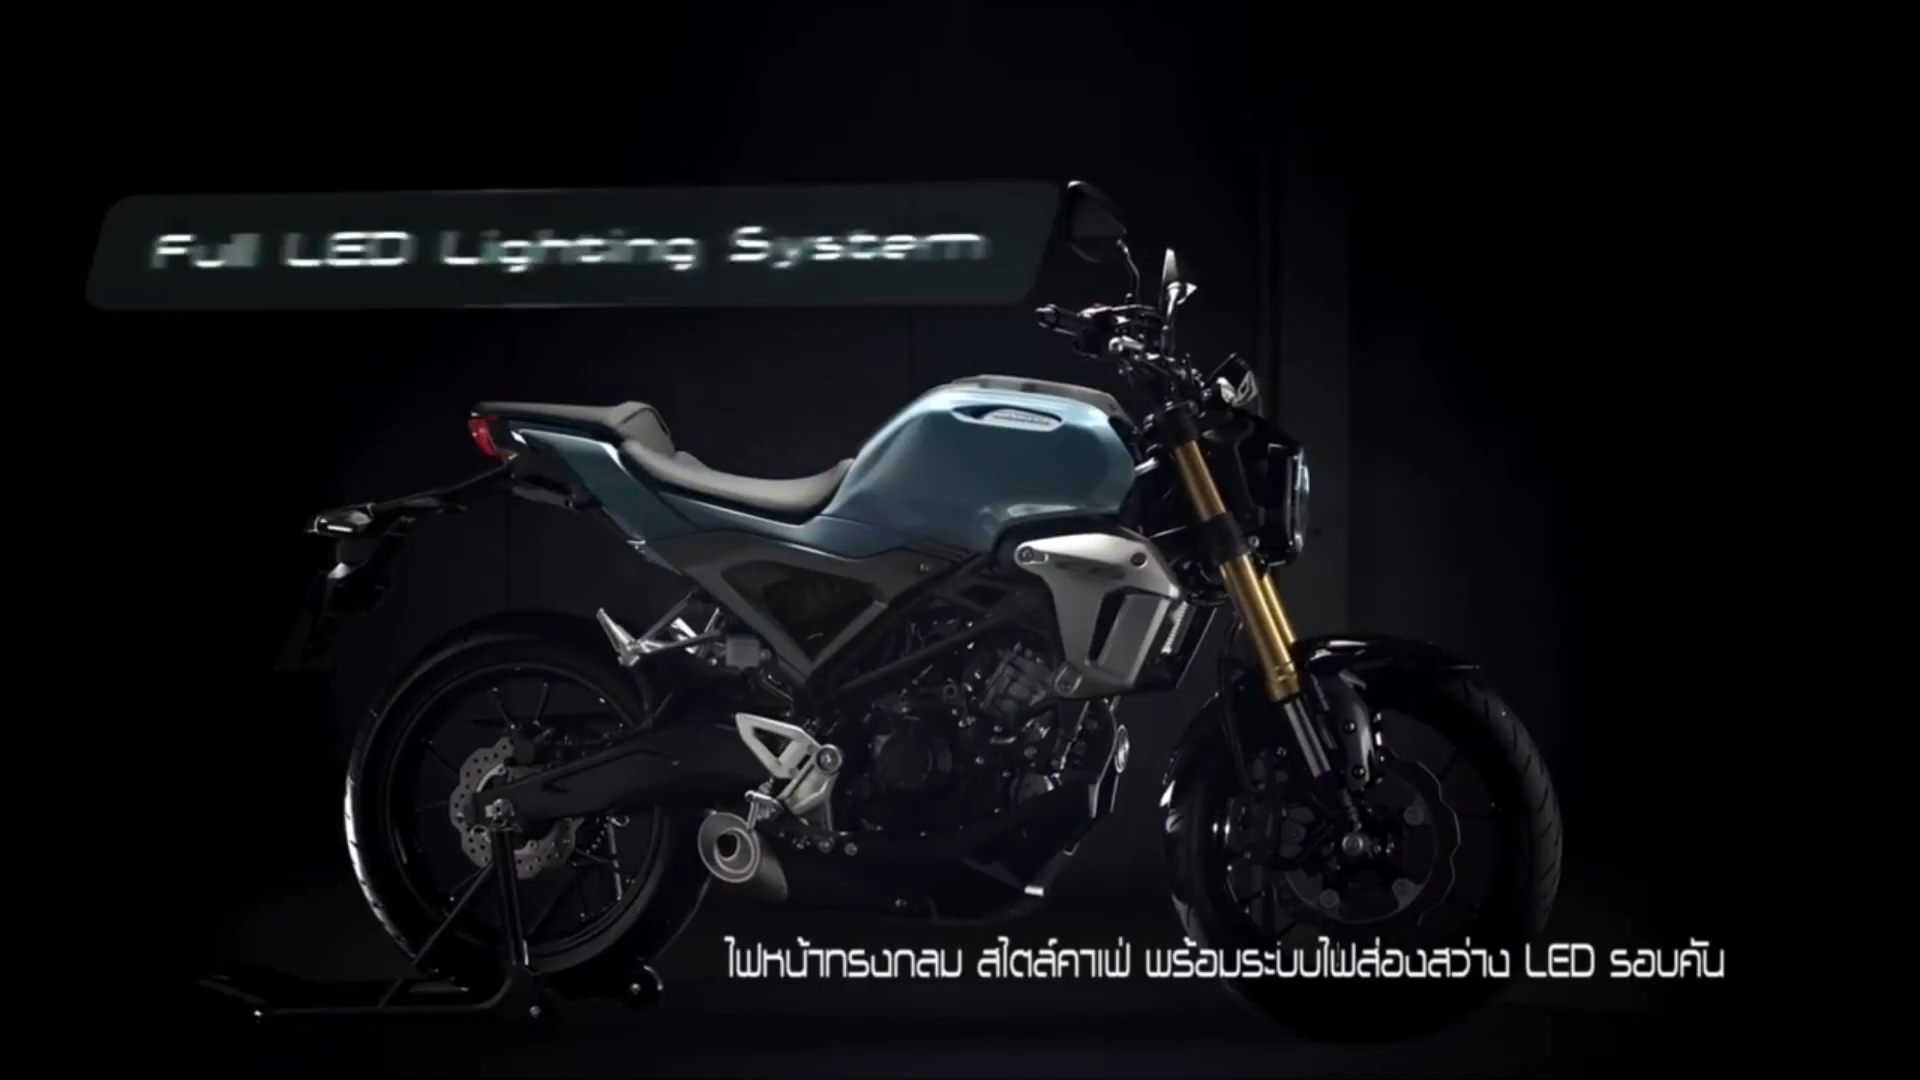 Full LED Lighting System
ไฟหน้าทรงกลม สไตล์คาเฟ่ พร้อมระบบไฟส่องสว่าง LED รอบคัน